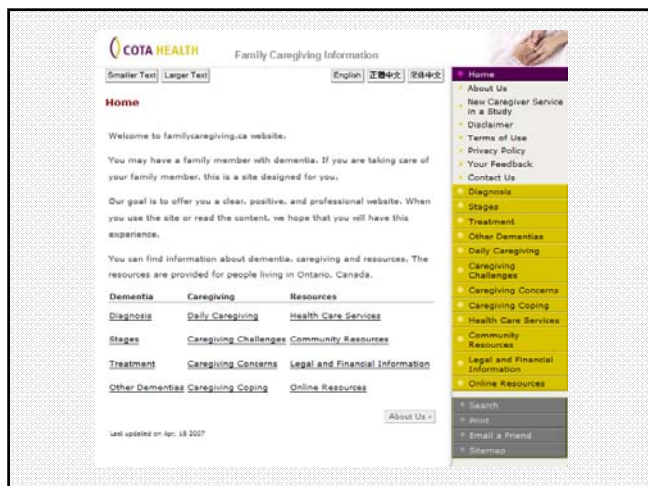 COTA HEALTH
Family Caregiving Information
Smaller Text Larger Text English 正體中文 简体中文
Home
Welcome to familycaregiving.ca website.
You may have a family member with dementia. If you are taking care of
your family member, this is a site designed for you.
Our goal is to offer you a clear, positive, and professional website. When
you use the site or read the content, we hope that you will have this
experience.
You can find information about dementia, caregiving and resources. The
resources are provided for people living in Ontario, Canada.
Dementia Caregiving Resources
Diagnosis Daily Caregiving Health Care Services
Stages Caregiving Challenges Community Resources
Treatment Caregiving Concerns Legal and Financial Information
Other Dementias Caregiving Coping Online Resources
About Us ›
Last updated on Apr. 18 2007
Home
About Us
New Caregiver Service
in a Study
Disclaimer
Terms of Use
Privacy Policy
Your Feedback
Contact Us
Diagnosis
Stages
Treatment
Other Dementias
Daily Caregiving
Caregiving
Challenges
Caregiving Concerns
Caregiving Coping
Health Care Services
Community
Resources
Legal and Financial
Information
Online Resources
Search
Print
Email a Friend
Sitemap